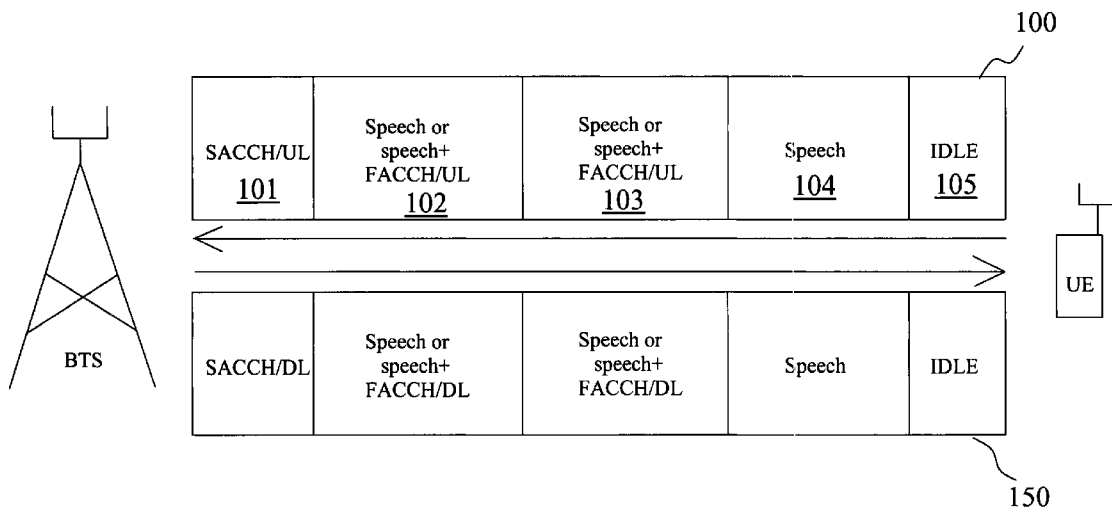 100
SACCH/UL
101
Speech or
speech+
FACCH/UL
102
Speech or
speech+
FACCH/UL
103
Speech
104
IDLE
105
UE
BTS
SACCH/DL
Speech or
speech+
FACCH/DL
Speech or
speech+
FACCH/DL
Speech
IDLE
150